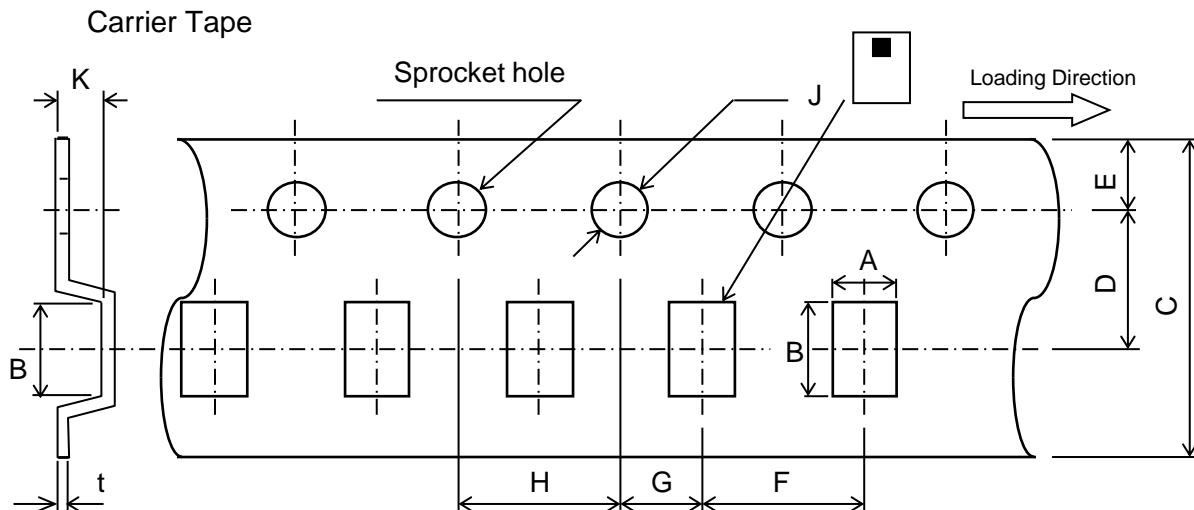 Carrier Tape
K
Sprocket hole
J
Loading Direction
E
A
D
C
B
B
t
H
G
F